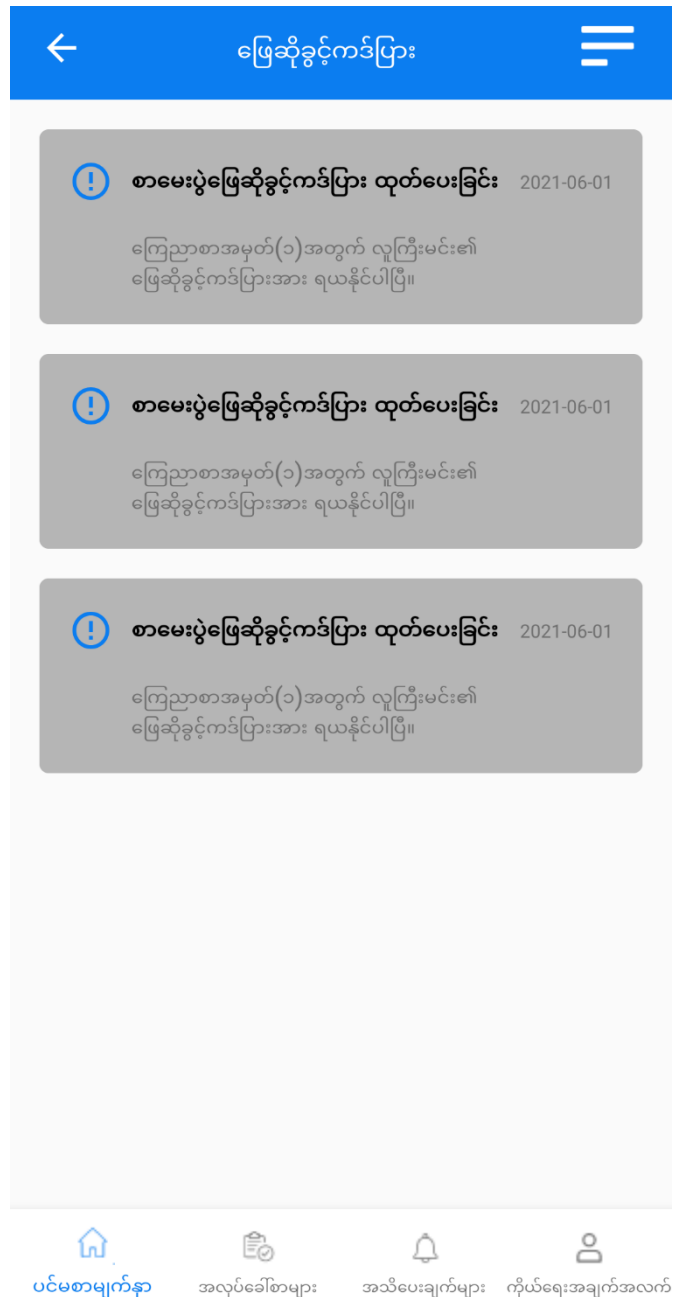 ဖြေဆိုခွင့်ကဒ်ပြား
စာမေးပွဲဖြေဆိုခွင့်ကဒ်ပြား ထုတ်ပေးခြင်း 2021-06-01
ကြေညာစာအမှတ်(၁)အတွက် လူကြီးမင်း၏
ဖြေဆိုခွင့်ကဒ်ပြားအား ရယူနိုင်ပါပြီ။
စာမေးပွဲဖြေဆိုခွင့်ကဒ်ပြား ထုတ်ပေးခြင်း 2021-06-01
ကြေညာစာအမှတ်(၁)အတွက် လူကြီးမင်း၏
ဖြေဆိုခွင့်ကဒ်ပြားအား ရယနိုင်ပါပြီ။
စာမေးပွဲဖြေဆိုခွင့်ကဒ်ပြား ထုတ်ပေးခြင်း 2021-06-01
ကြေညာစာအမှတ်(၁)အတွက် လူကြီးမင်း၏
ဖြေဆိုခွင့်ကဒ်ပြားအား ရယနိုင်ပါပြီ။
ပင်မစာမျက်နှာ အလုပ်ခေါ်စာများ အသိပေးချက်များ ကိုယ်ရေးအချက်အလက်